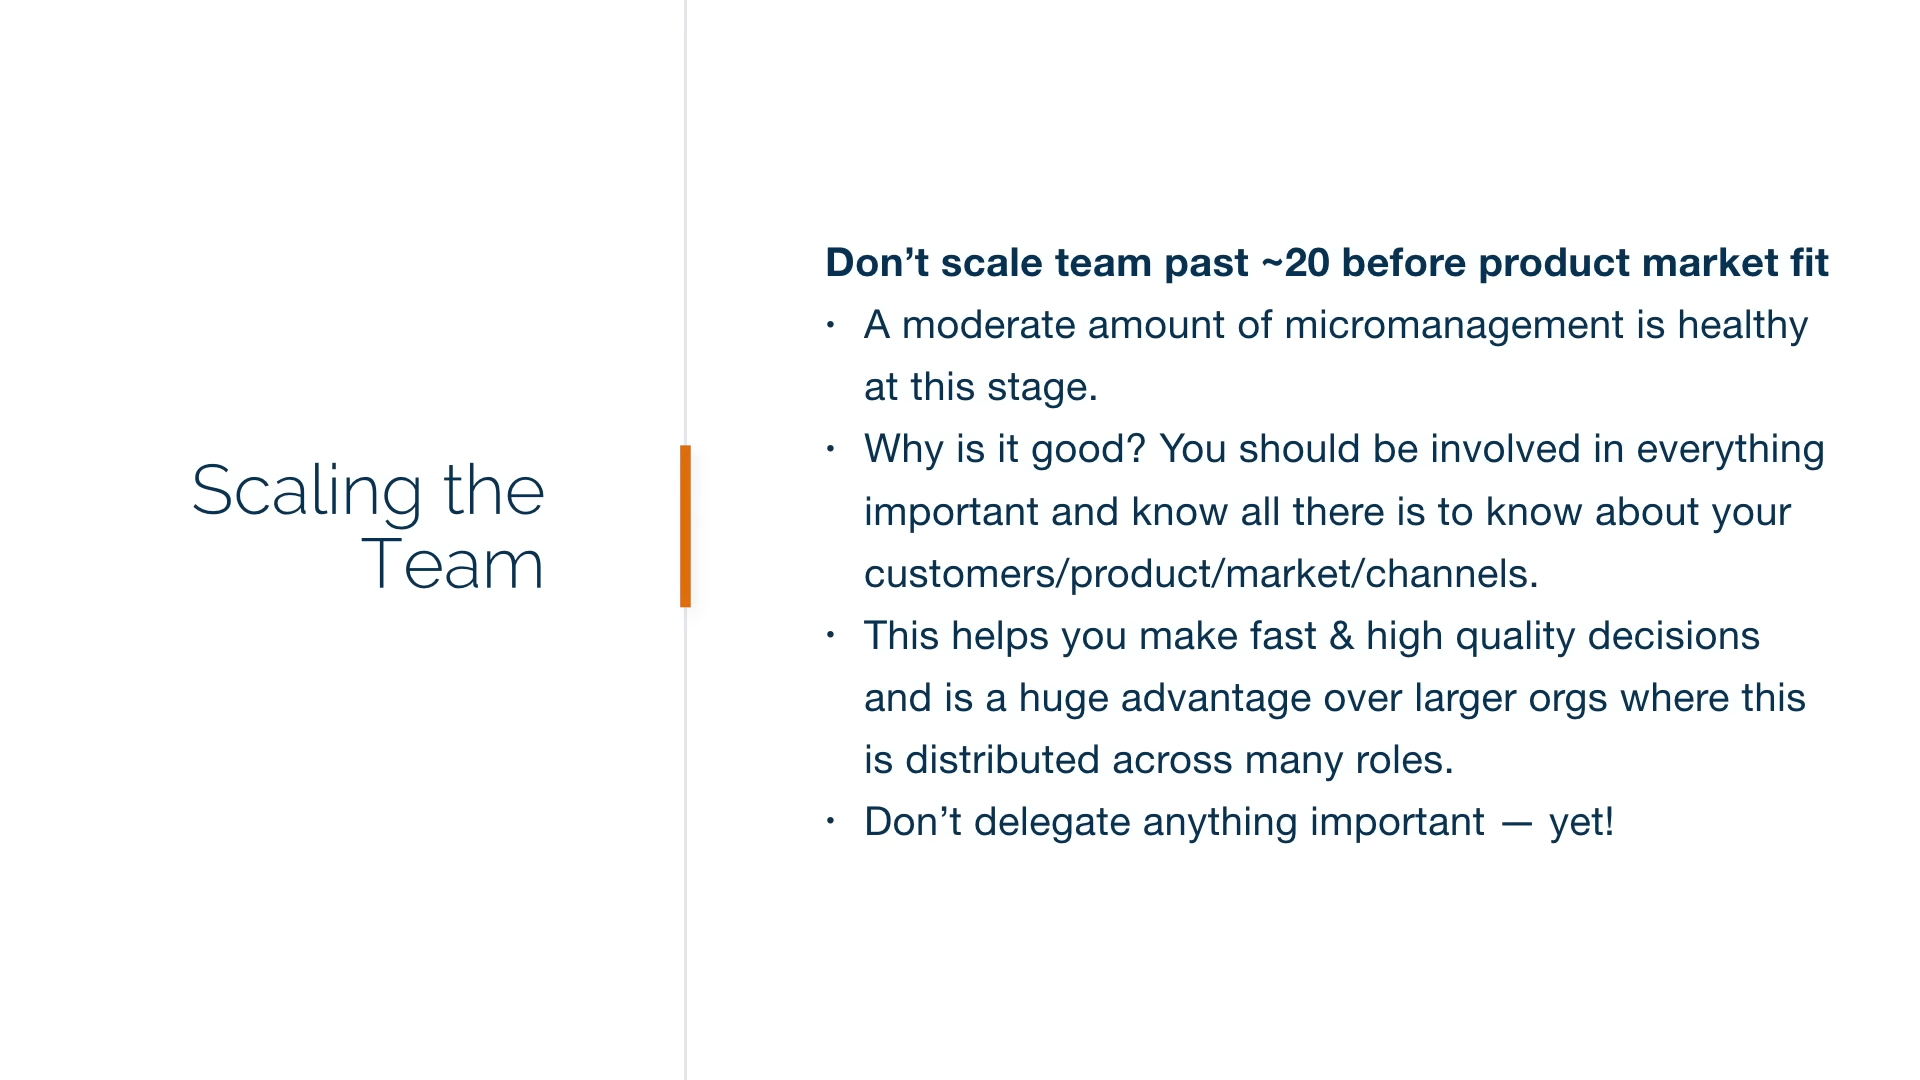 Scaling the
Team
Don’t scale team past ~20 before product market fit
· A moderate amount of micromanagement is healthy
at this stage.
· Why is it good? You should be involved in everything
important and know all there is to know about your
customers/product/market/channels.
· This helps you make fast & high quality decisions
and is a huge advantage over larger orgs where this
is distributed across many roles.
· Don’t delegate anything important — yet!